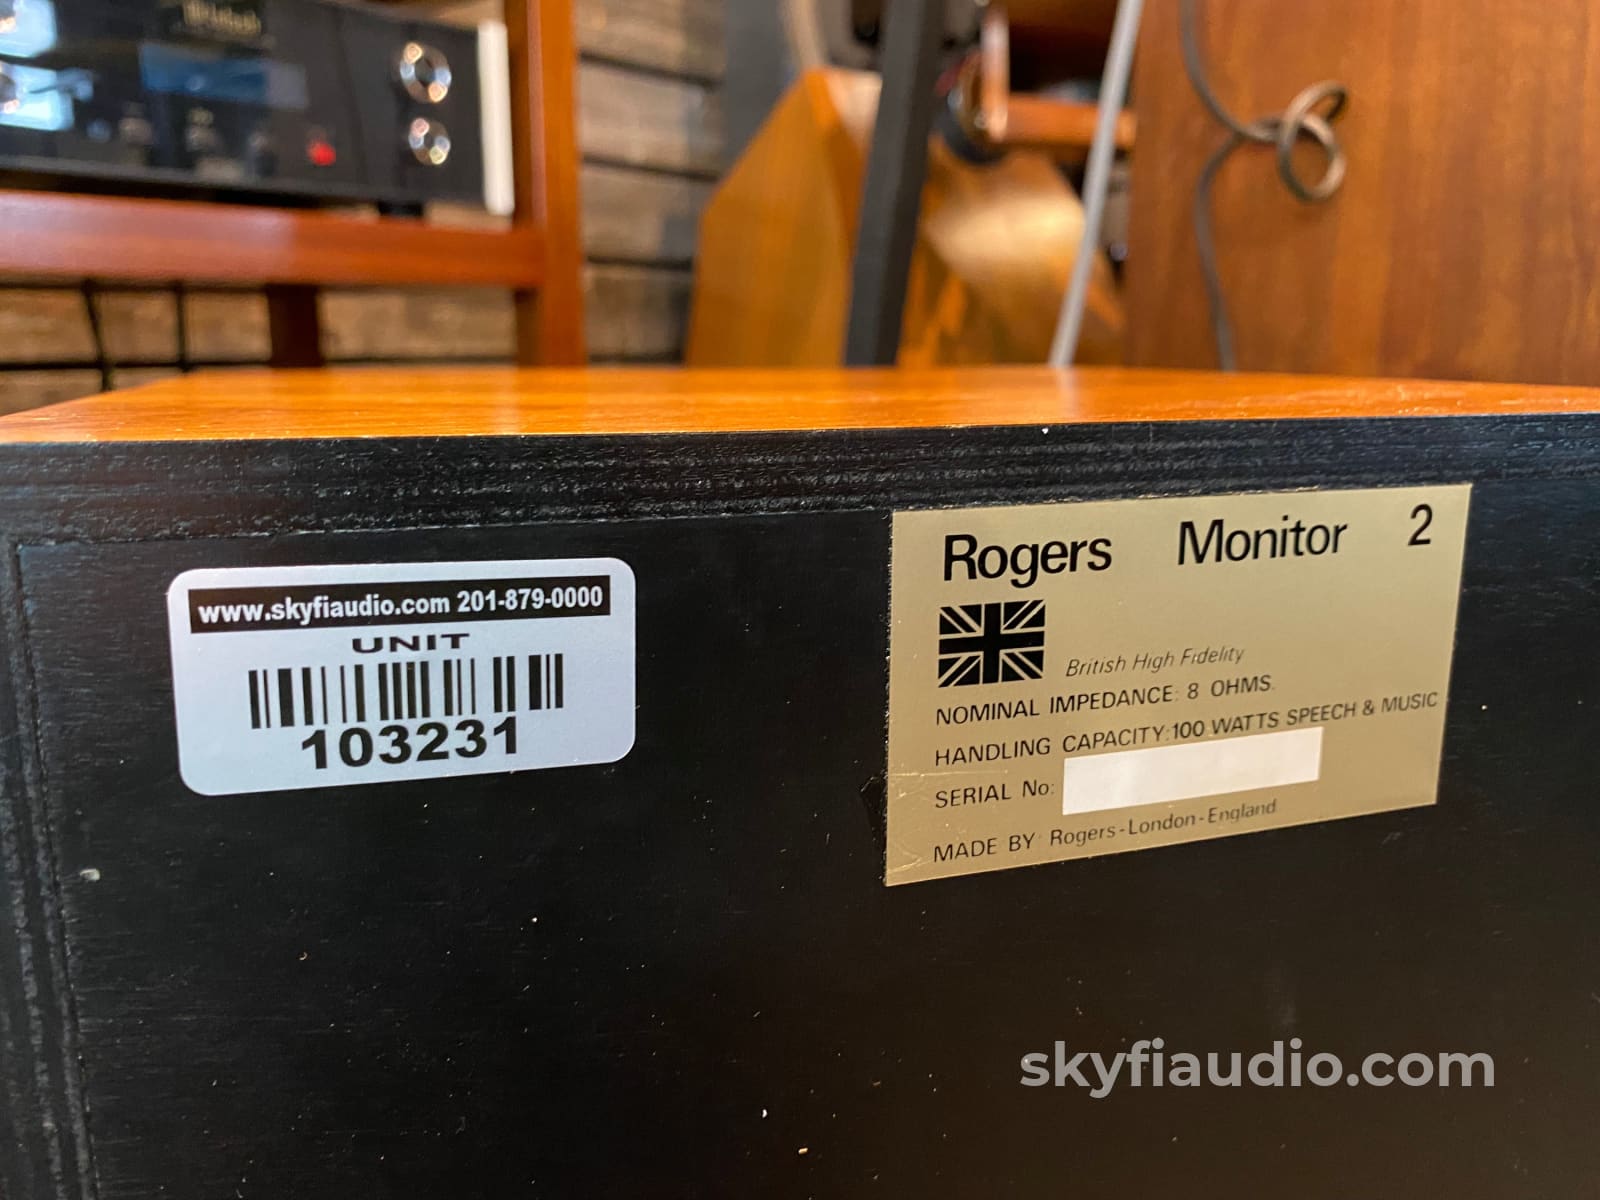 www.skyfiaudio.com 201-879-0000
UNIT
103231
Rogers Monitor 2
British High Fidelity
NOMINAL IMPEDANCE: 8 OHMS.
HANDLING CAPACITY:100 WATTS SPEECH & MUSIC
SERIAL No:
MADE BY: Rogers-London-England
skyfiaudio.com